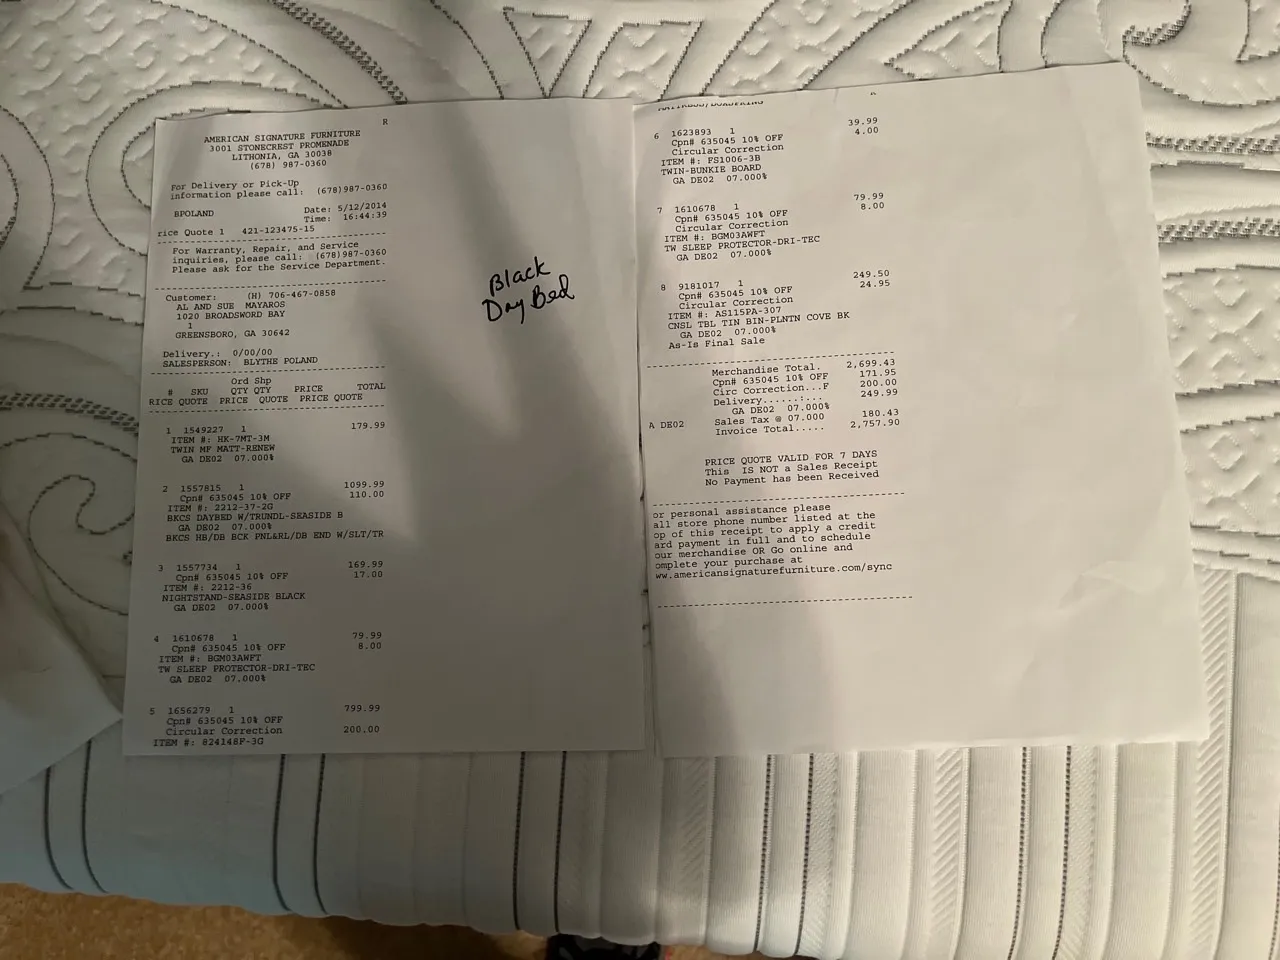 R
AMERICAN SIGNATURE FURNITURE
3001 STONECREST PROMENADE
LITHONIA, GA 30038
(678) 987-0360
For Delivery or Pick-Up
information please call: (678)987-0360
BPOLAND Date: 5/12/2014
Time: 16:44:39
rice Quote 1 421-123475-15
For Warranty, Repair, and Service
inquiries, please call: (678)987-0360
Please ask for the Service Department.
Customer: (H) 706-467-0858
AL AND SUE MAYAROS
1020 BROADSWORD BAY
1
GREENSBORO, GA 30642
Delivery.: 0/00/00
SALESPERSON: BLYTHE POLAND
Ord Shp
# SKU QTY QTY PRICE TOTAL
RICE QUOTE PRICE QUOTE PRICE QUOTE
1 1549227 1 179.99
ITEM #: HK-7MT-3M
TWIN MF MATT-RENEW
GA DE02 07.000%
2 1557815 1 1099.99
Cpn# 635045 10% OFF 110.00
ITEM #: 2212-37-2G
BKCS DAYBED W/TRUNDL-SEASIDE B
GA DE02 07.000%
BKCS HB/DB BCK PNL&RL/DB END W/SLT/TR
3 1557734 1 169.99
Cpn# 635045 10% OFF 17.00
ITEM #: 2212-36
NIGHTSTAND-SEASIDE BLACK
GA DE02 07.000%
4 1610678 1 79.99
Cpn# 635045 10% OFF 8.00
ITEM #: BGM03AWFT
TW SLEEP PROTECTOR-DRI-TEC
GA DE02 07.000%
5 1656279 1 799.99
Cpn# 635045 10% OFF
Circular Correction 200.00
ITEM #: 824148F-3G
Black
Day Bed
R
6 1623893 1 39.99
Cpn# 635045 10% OFF 4.00
Circular Correction
ITEM #: FS1006-3B
TWIN-BUNKIE BOARD
GA DE02 07.000%
7 1610678 1 79.99
Cpn# 635045 10% OFF 8.00
Circular Correction
ITEM #: BGM03AWFT
TW SLEEP PROTECTOR-DRI-TEC
GA DE02 07.000%
8 9181017 1 249.50
Cpn# 635045 10% OFF 24.95
Circular Correction
ITEM #: AS115PA-307
CNSL TBL TIN BIN-PLNTN COVE BK
GA DE02 07.000%
As-Is Final Sale
Merchandise Total. 2,699.43
Cpn# 635045 10% OFF 171.95
Circ Correction...F 200.00
Delivery......:... 249.99
GA DE02 07.000%
A DE02 Sales Tax @ 07.000 180.43
Invoice Total..... 2,757.90
PRICE QUOTE VALID FOR 7 DAYS
This IS NOT a Sales Receipt
No Payment has been Received
or personal assistance please
all store phone number listed at the
op of this receipt to apply a credit
ard payment in full and to schedule
our merchandise OR Go online and
omplete your purchase at
ww.americansignaturefurniture.com/sync